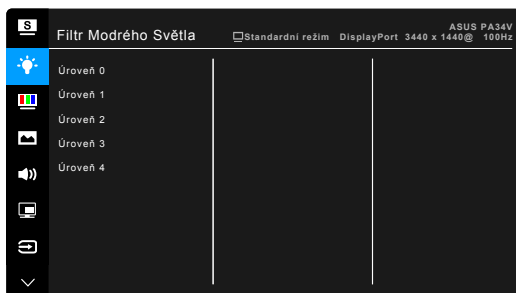 S
ASUS PA34V
Filtr Modrého Světla
Standardní režim DisplayPort 3440 x 1440@ 100Hz
Úroveň 0
Úroveň 1
Úroveň 2
Úroveň 3
Úroveň 4